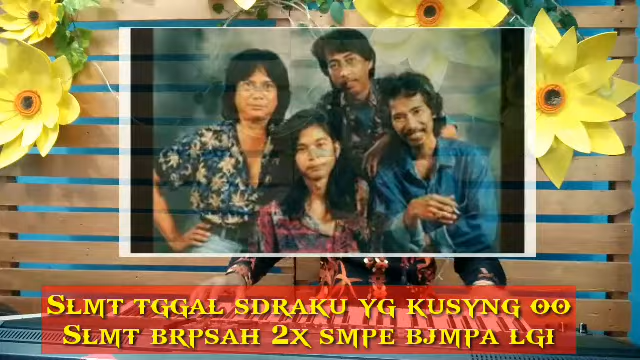 Slmt tggal sdraku yg kusyng oo
Slmt brpsah 2x smpe bjmpa lgi